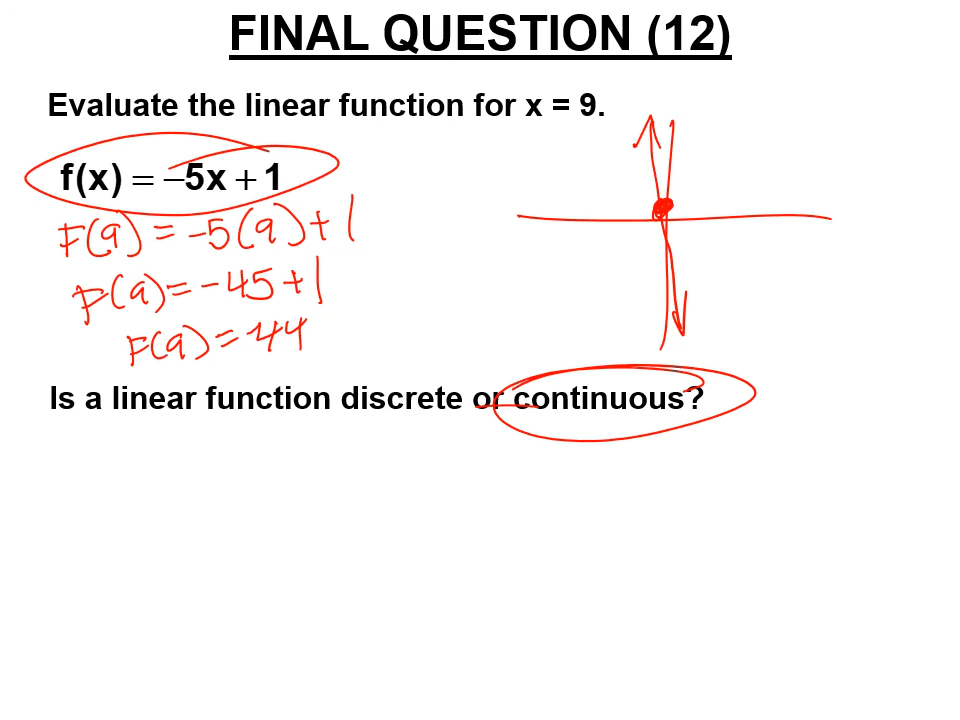 FINAL QUESTION (12)
Evaluate the linear function for x = 9.
f(x) = −5x + 1
F(9) = -5(9) + 1
F(9) = -45 + 1
F(9) = 44
Is a linear function discrete or continuous?